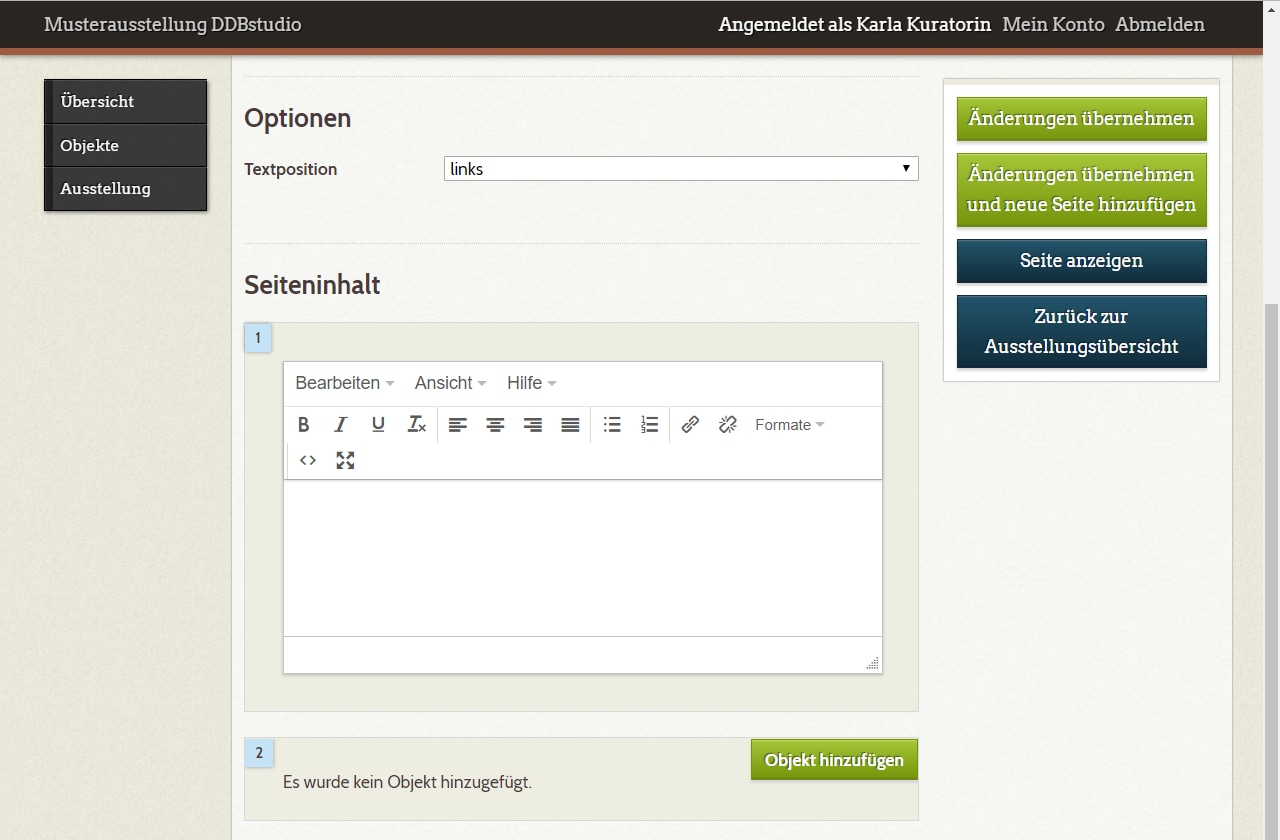 Musterausstellung DDBstudio
Angemeldet als Karla Kuratorin Mein Konto Abmelden
Übersicht
Objekte
Ausstellung
Optionen
Textposition
links
Seiteninhalt
1
Bearbeiten Ansicht Hilfe
Formate
2
Objekt hinzufügen
Es wurde kein Objekt hinzugefügt.
Änderungen übernehmen
Änderungen übernehmen
und neue Seite hinzufügen
Seite anzeigen
Zurück zur
Ausstellungsübersicht